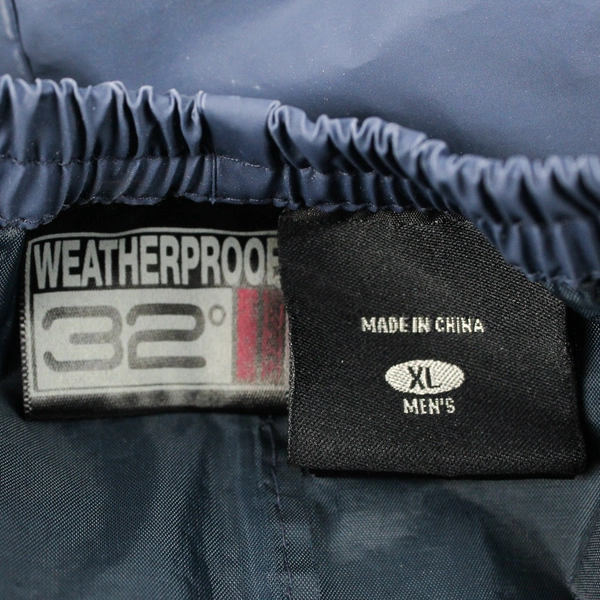 WEATHERPROOF
32°
MADE IN CHINA
XL
MEN'S